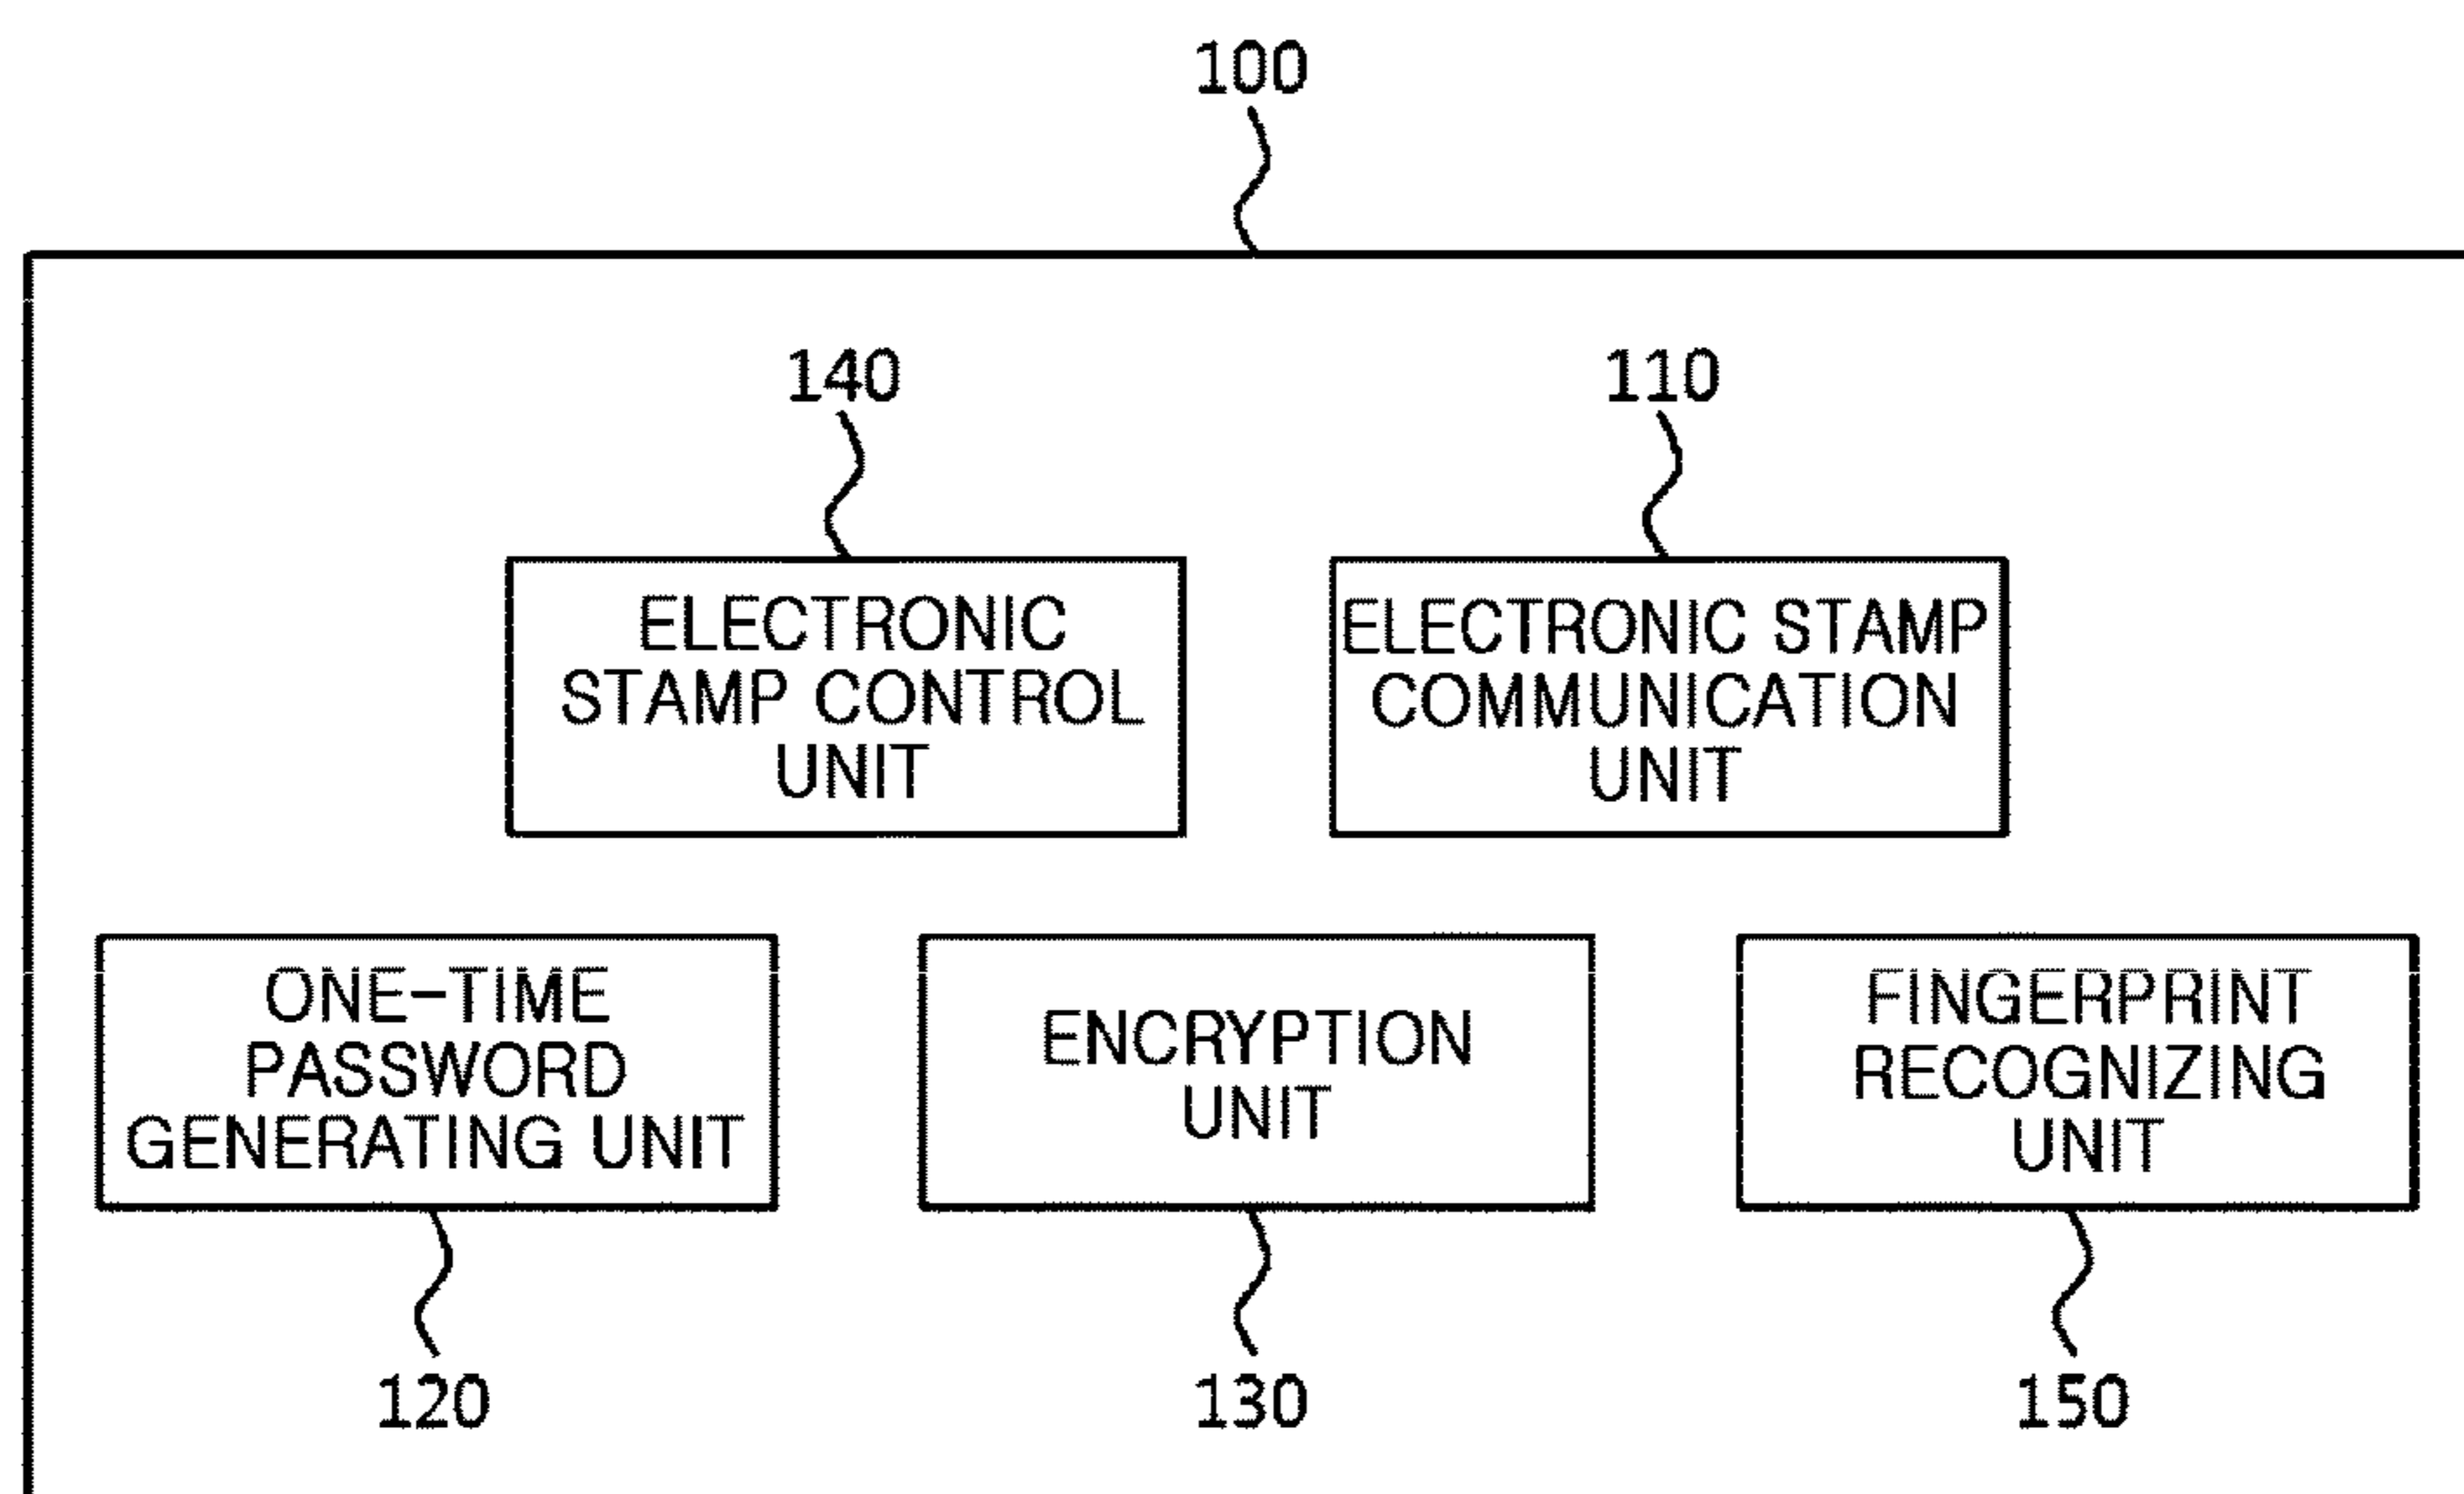 100
140
110
ELECTRONIC
STAMP CONTROL
UNIT
ELECTRONIC STAMP
COMMUNICATION
UNIT
ONE-TIME
PASSWORD
GENERATING UNIT
ENCRYPTION
UNIT
FINGERPRINT
RECOGNIZING
UNIT
120
130
150